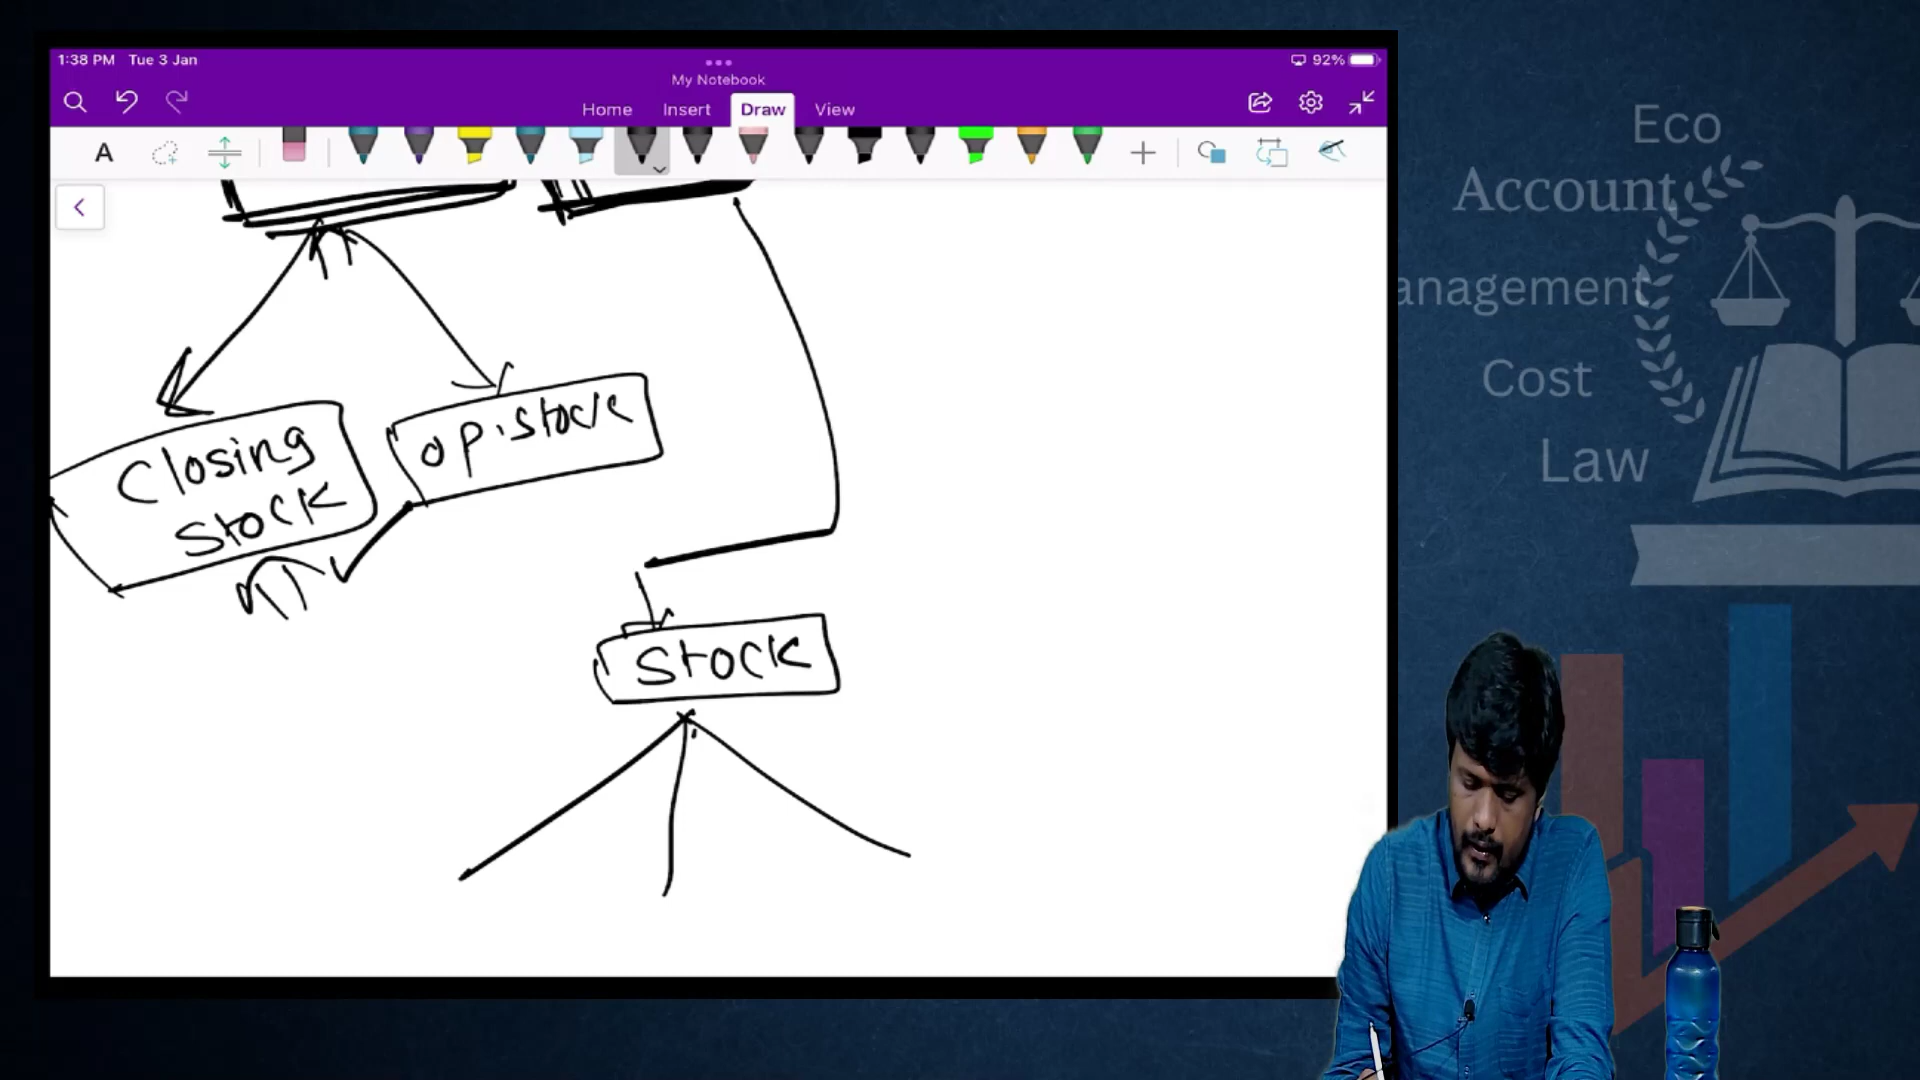 1:38 PM Tue 3 Jan
92%
My Notebook
Home Insert Draw View
A
Closing
Stock
op. Stock
Stock
Eco
Account
anagement
Cost
Law